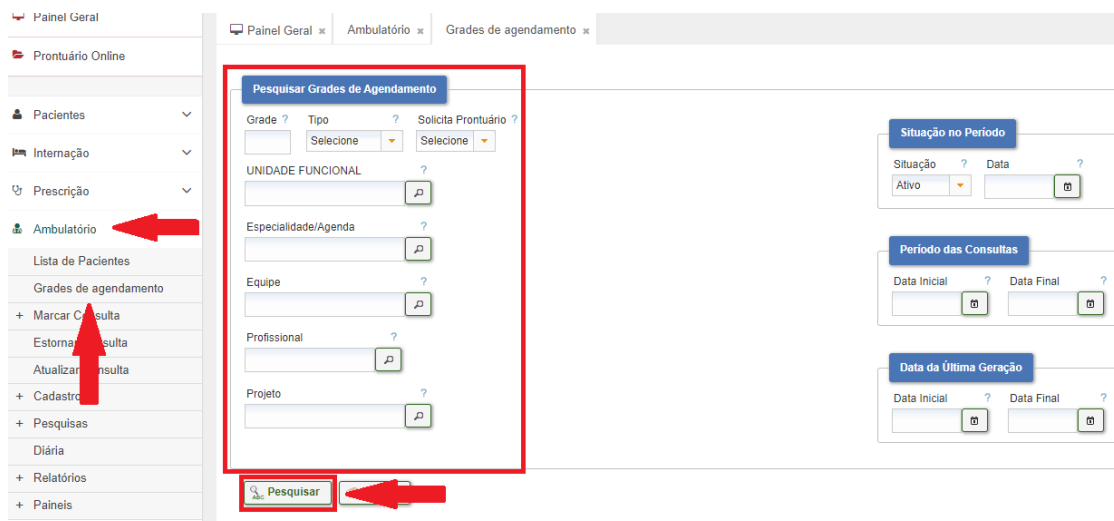 Painel Geral
Prontuário Online
Pacientes
Internação
Prescrição
Ambulatório
Lista de Pacientes
Grades de agendamento
+ Marcar
Estornar
Atualizar
+ Cadastro
+ Pesquisas
Diária
+ Relatórios
+ Paineis
Painel Geral × Ambulatório × Grades de agendamento ×
Pesquisar Grades de Agendamento
Grade ? Tipo ? Solicita Prontuário ?
Selecione Selecione
UNIDADE FUNCIONAL ?
Especialidade/Agenda ?
Equipe ?
Profissional ?
Projeto ?
ABC Pesquisar
Situação no Período
Situação ? Data ?
Ativo
Período das Consultas
Data Inicial ? Data Final ?
Data da Última Geração
Data Inicial ? Data Final ?